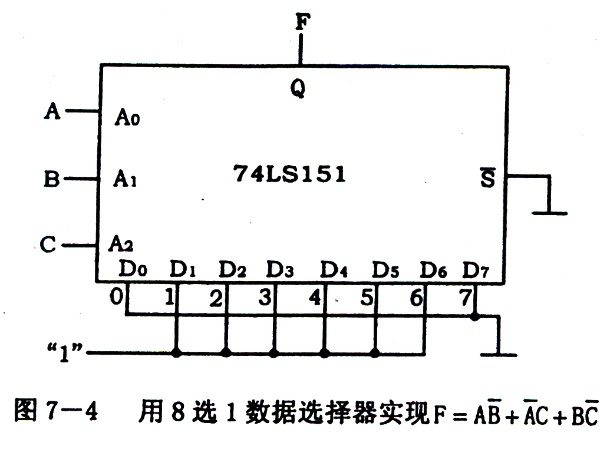 F
Q
A A₀
74LS151
B A₁ S̅
C A₂
D₀ D₁ D₂ D₃ D₄ D₅ D₆ D₇
0 1 2 3 4 5 6 7
“1”
图 7－4 用 8 选 1 数据选择器实现 F = AB̅ + A̅C + BC̅